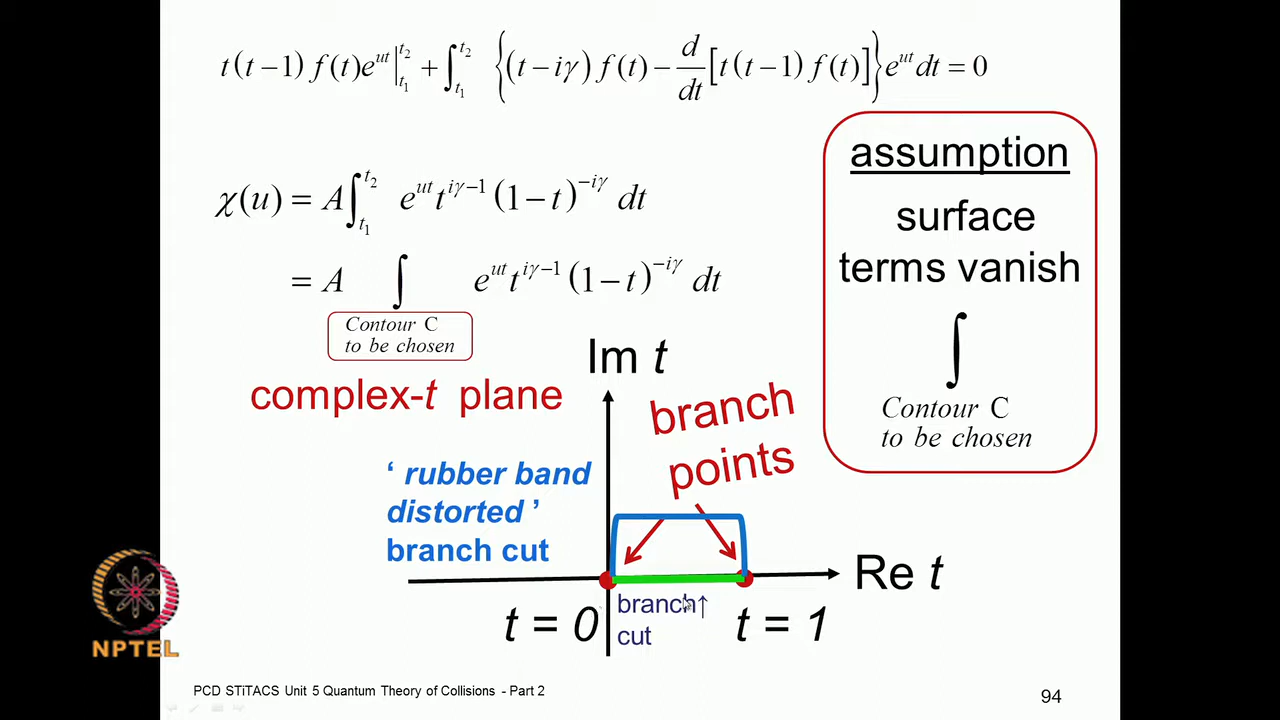 t(t−1) f(t)e^{ut} |_{t_1}^{t_2} + ∫_{t_1}^{t_2} { (t−iγ) f(t) − d/dt [t(t−1) f(t)] } e^{ut} dt = 0
χ(u) = A ∫_{t_1}^{t_2} e^{ut} t^{iγ−1} (1−t)^{−iγ} dt
= A ∫ e^{ut} t^{iγ−1} (1−t)^{−iγ} dt
Contour C
to be chosen
assumption
surface
terms vanish
∫
Contour C
to be chosen
Im t
complex-t plane
branch
points
‘ rubber band
distorted ’
branch cut
Re t
t = 0
branch↑
cut
t = 1
NPTEL
PCD STiTACS Unit 5 Quantum Theory of Collisions - Part 2
94